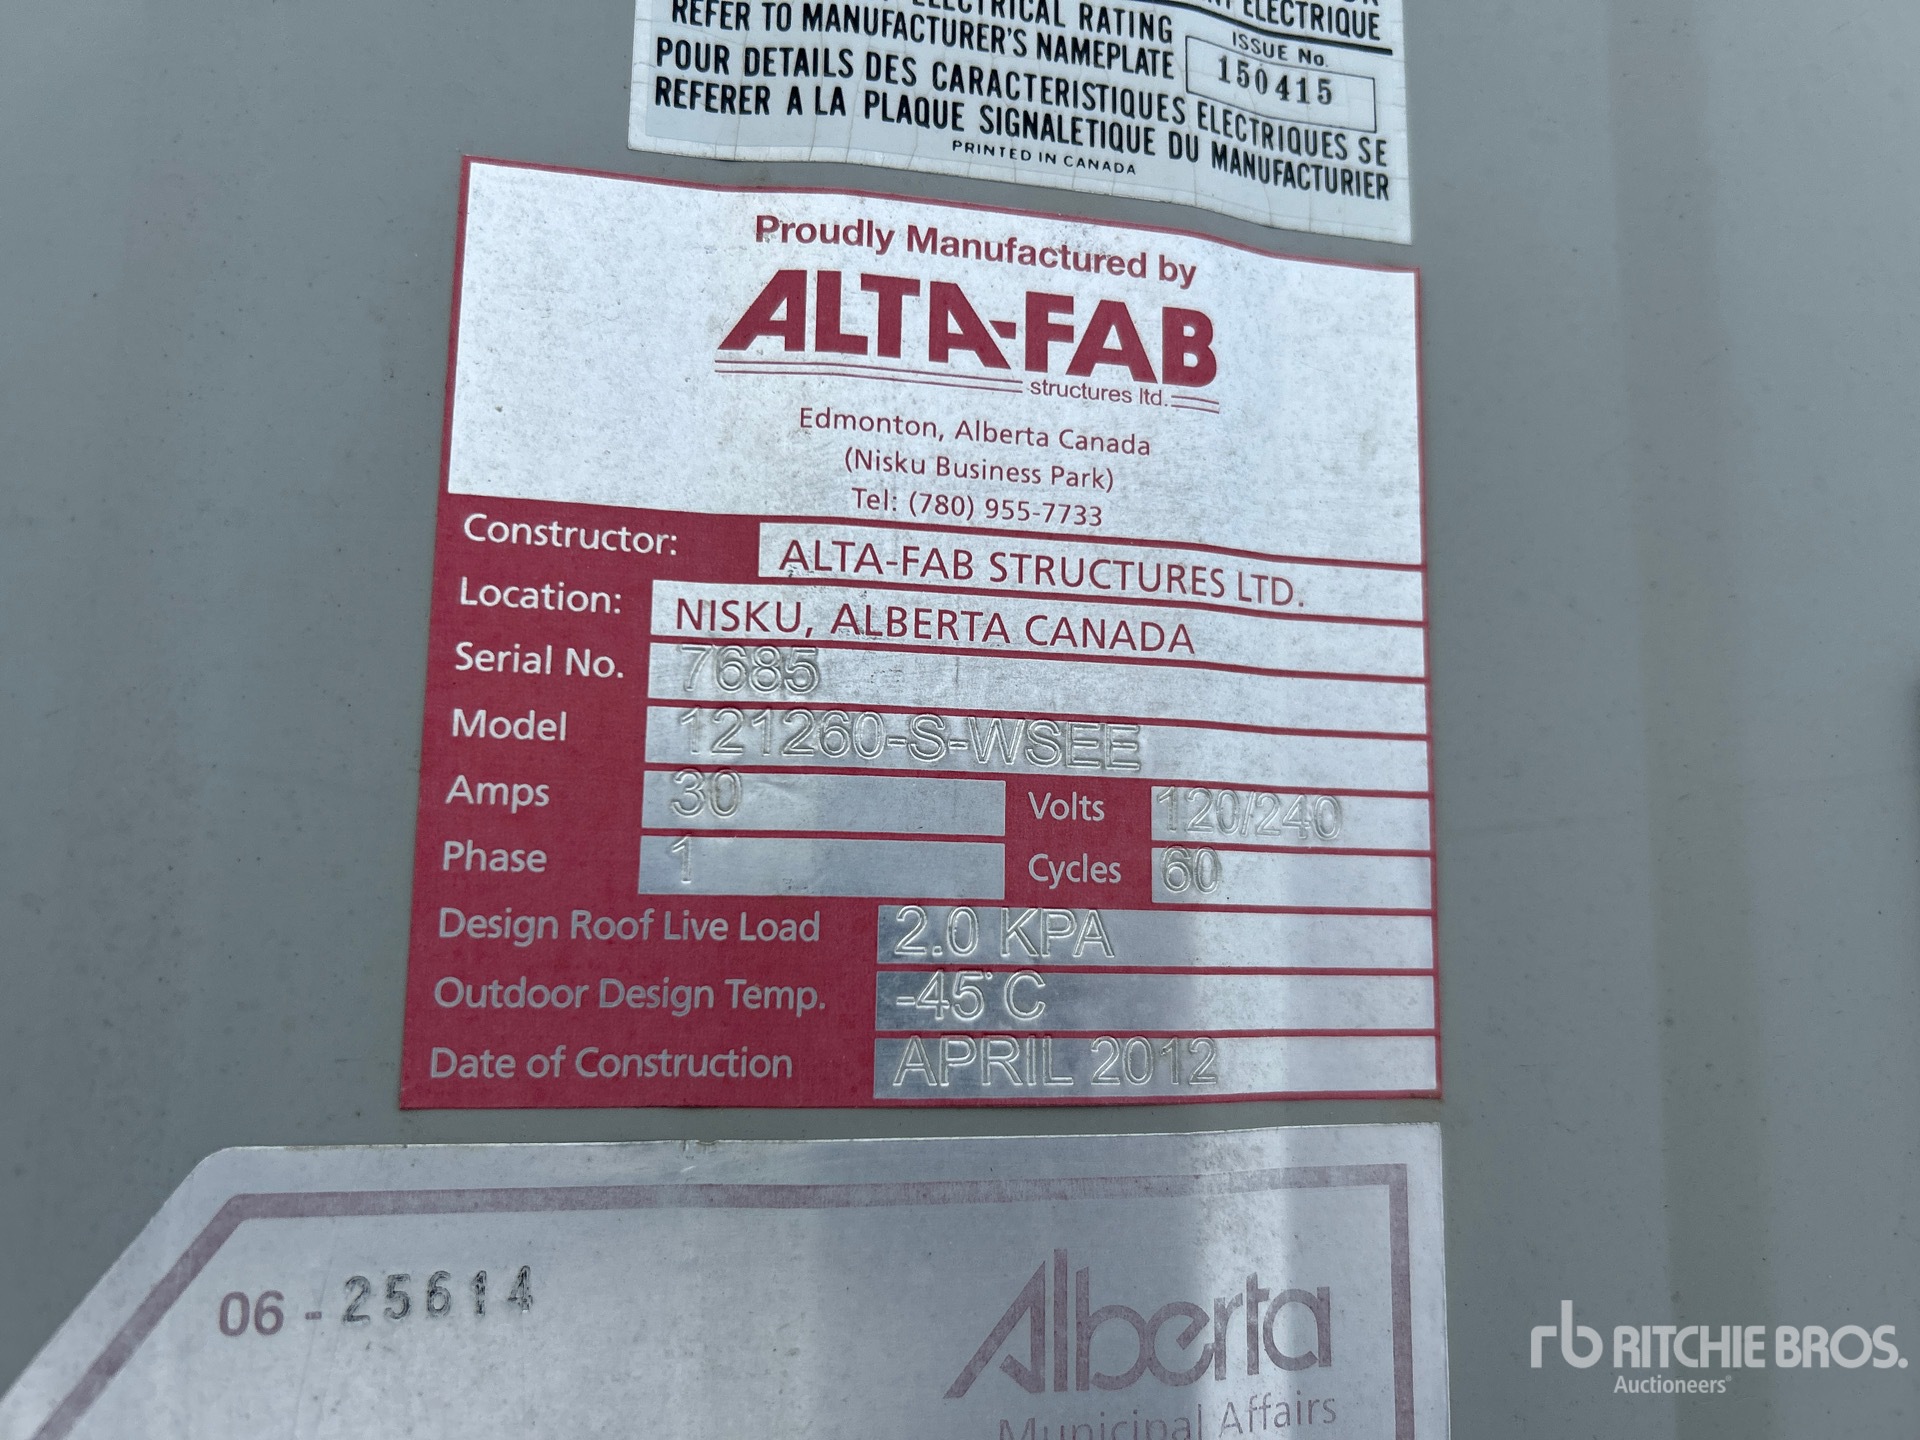 ELECTRICAL RATING
ELECTRIQUE
REFER TO MANUFACTURER'S NAMEPLATE
ISSUE No.
150415
POUR DETAILS DES CARACTERISTIQUES ELECTRIQUES SE
REFERER A LA PLAQUE SIGNALETIQUE DU MANUFACTURIER
PRINTED IN CANADA
Proudly Manufactured by
ALTA-FAB
structures ltd.
Edmonton, Alberta Canada
(Nisku Business Park)
Tel: (780) 955-7733
Constructor: ALTA-FAB STRUCTURES LTD.
Location: NISKU, ALBERTA CANADA
Serial No. 7685
Model 121260-S-WSEE
Amps 30 Volts 120/240
Phase 1 Cycles 60
Design Roof Live Load 2.0 KPA
Outdoor Design Temp. -45°C
Date of Construction APRIL 2012
06 - 25614
Alberta
Municipal Affairs
rb RITCHIE BROS.
Auctioneers